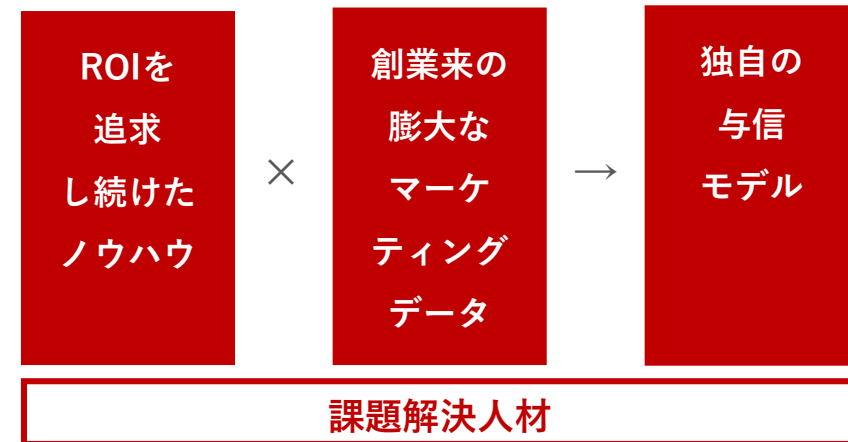 ROIを
追求
し続けた
ノウハウ
×
創業来の
膨大な
マーケ
ティング
データ
→
独自の
与信
モデル
課題解決人材